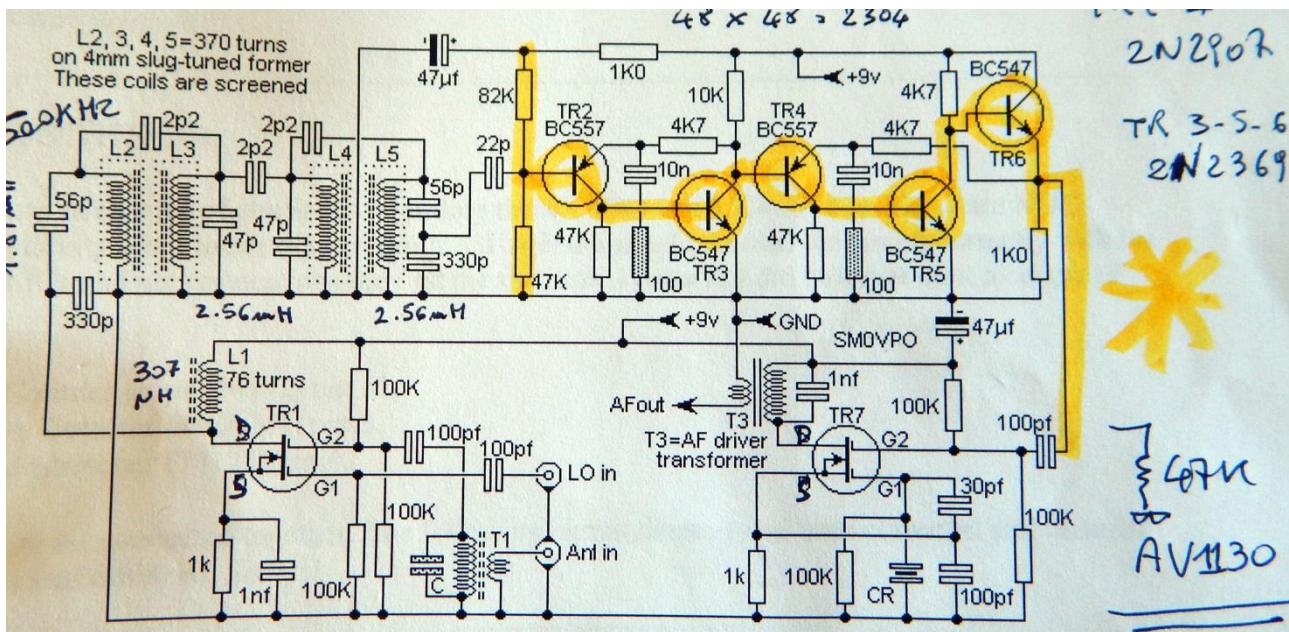 48 x 48 = 2304
L2, 3, 4, 5=370 turns
on 4mm slug-tuned former
These coils are screened
47µf
1K0
+9v
BC547
2N2907
82K
10K
4K7
500KHz
2p2
2p2
2p2
TR2
BC557
4K7
TR4
BC557
4K7
TR6
TR 3-5-6
2N2369
L2
L3
L4
L5
22p
10n
10n
56p
56p
47p
47p
330p
47K
47K
1K0
47K
BC547
TR3
BC547
TR5
330p
100
100
2.56mH
2.56mH
+9v
GND
SM0VPO
47µf
307
µH
L1
76 turns
100K
1nf
AFout
T3
TR7
100K
TR1
G2
100pf
100pf
T3=AF driver
transformer
G2
100pf
LO in
47K
G1
G1
30pf
100K
T1
Ant in
100K
AV1130
1k
C
1k
100K
1nf
100K
CR
100pf